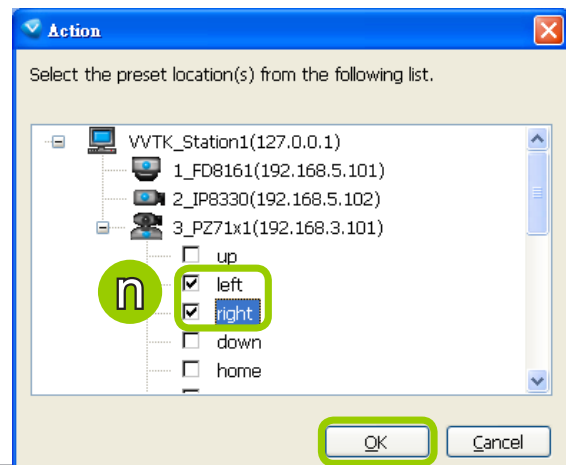 Action
Select the preset location(s) from the following list.
VVTK_Station1(127.0.0.1)
1_FD8161(192.168.5.101)
2_IP8330(192.168.5.102)
3_PZ71x1(192.168.3.101)
up
n
left
right
down
home
OK
Cancel